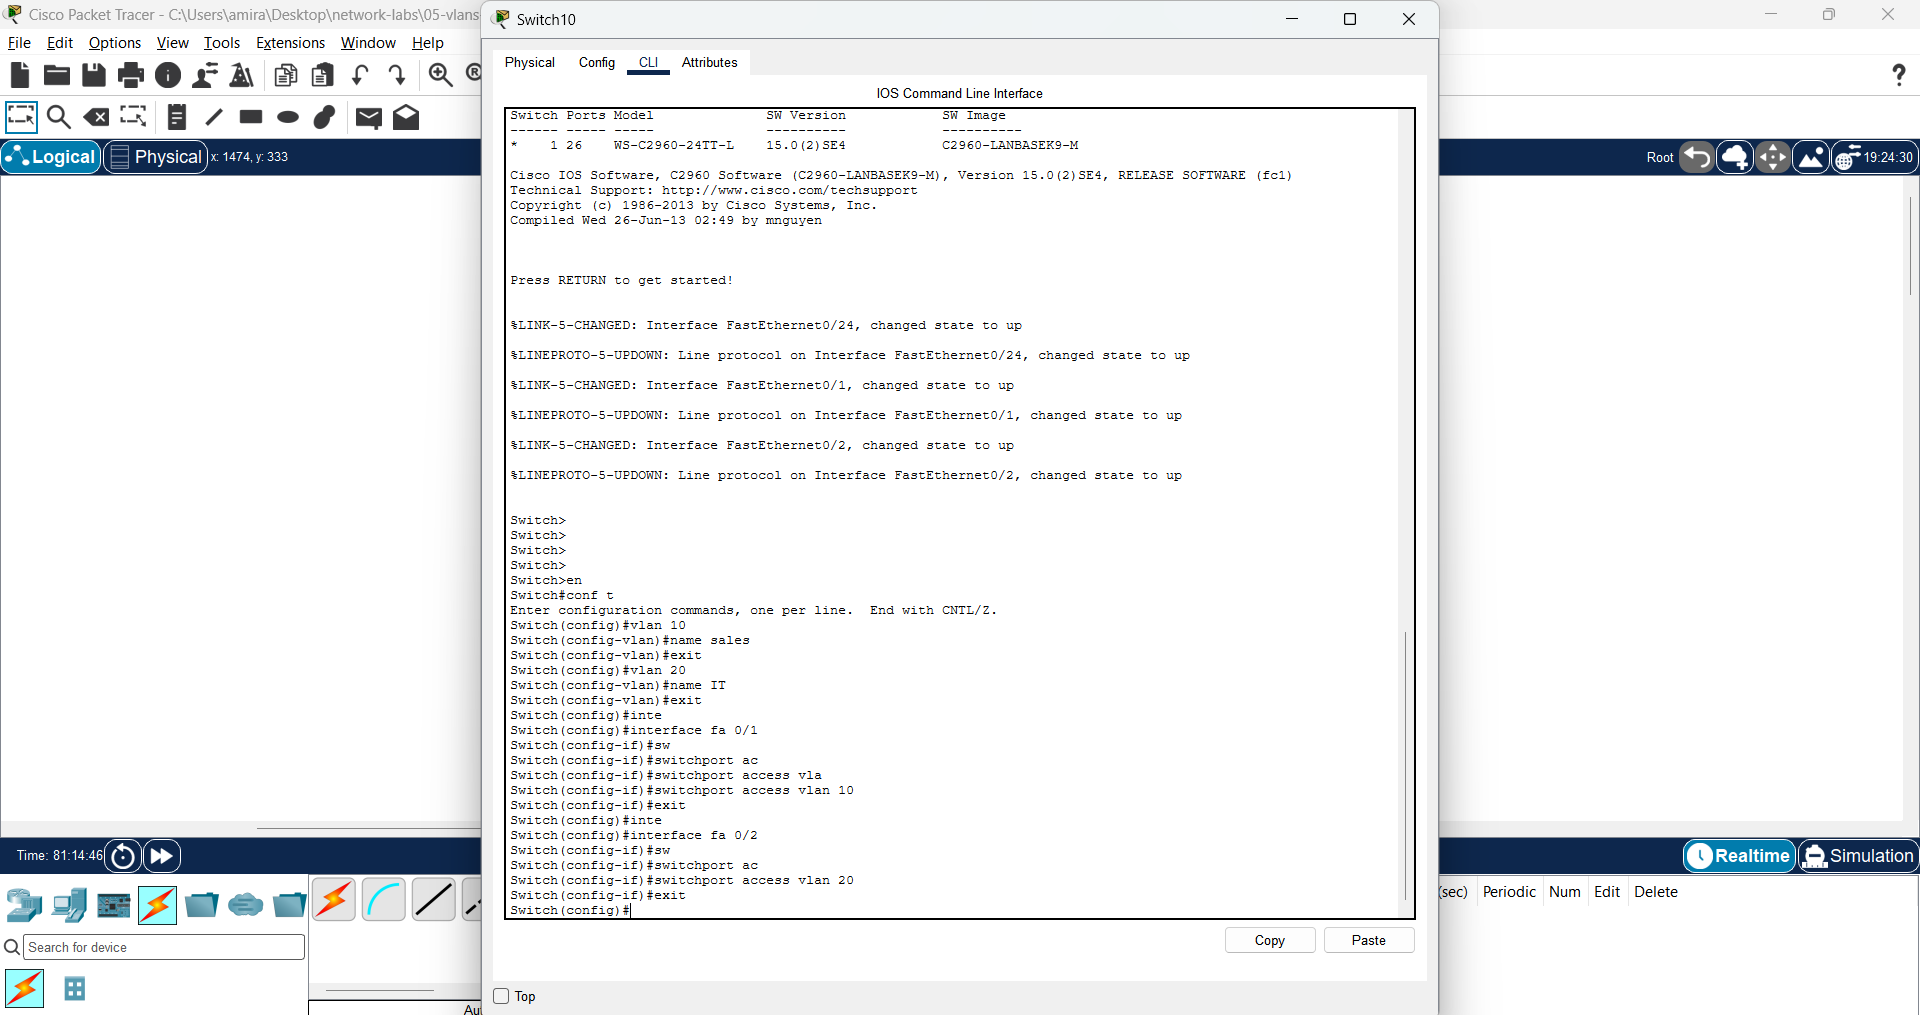 Cisco Packet Tracer - C:\Users\amira\Desktop\network-labs\05-vlans
File Edit Options View Tools Extensions Window Help
Logical
Physical
x: 1474, y: 333
Switch10
Physical Config CLI Attributes
IOS Command Line Interface
Switch Ports Model SW Version SW Image
------ ----- ----- ---------- ----------
* 1 26 WS-C2960-24TT-L 15.0(2)SE4 C2960-LANBASEK9-M
Cisco IOS Software, C2960 Software (C2960-LANBASEK9-M), Version 15.0(2)SE4, RELEASE SOFTWARE (fc1)
Technical Support: http://www.cisco.com/techsupport
Copyright (c) 1986-2013 by Cisco Systems, Inc.
Compiled Wed 26-Jun-13 02:49 by mnguyen
Press RETURN to get started!
%LINK-5-CHANGED: Interface FastEthernet0/24, changed state to up
%LINEPROTO-5-UPDOWN: Line protocol on Interface FastEthernet0/24, changed state to up
%LINK-5-CHANGED: Interface FastEthernet0/1, changed state to up
%LINEPROTO-5-UPDOWN: Line protocol on Interface FastEthernet0/1, changed state to up
%LINK-5-CHANGED: Interface FastEthernet0/2, changed state to up
%LINEPROTO-5-UPDOWN: Line protocol on Interface FastEthernet0/2, changed state to up
Switch>
Switch>
Switch>
Switch>
Switch>en
Switch#conf t
Enter configuration commands, one per line. End with CNTL/Z.
Switch(config)#vlan 10
Switch(config-vlan)#name sales
Switch(config-vlan)#exit
Switch(config)#vlan 20
Switch(config-vlan)#name IT
Switch(config-vlan)#exit
Switch(config)#inte
Switch(config)#interface fa 0/1
Switch(config-if)#sw
Switch(config-if)#switchport ac
Switch(config-if)#switchport access vla
Switch(config-if)#switchport access vlan 10
Switch(config-if)#exit
Switch(config)#inte
Switch(config)#interface fa 0/2
Switch(config-if)#sw
Switch(config-if)#switchport ac
Switch(config-if)#switchport access vlan 20
Switch(config-if)#exit
Switch(config)#
Copy
Paste
Top
?
Root
19:24:30
Time: 81:14:46
Realtime
Simulation
(sec) Periodic Num Edit Delete
Search for device
Au